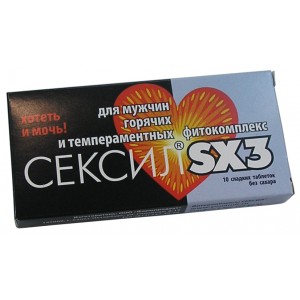 хотеть
и мочь!
для мужчин
горячих
и темпераментных
фитокомплекс
СЕКСИЛ® SX3
10 сладких таблеток
без сахара